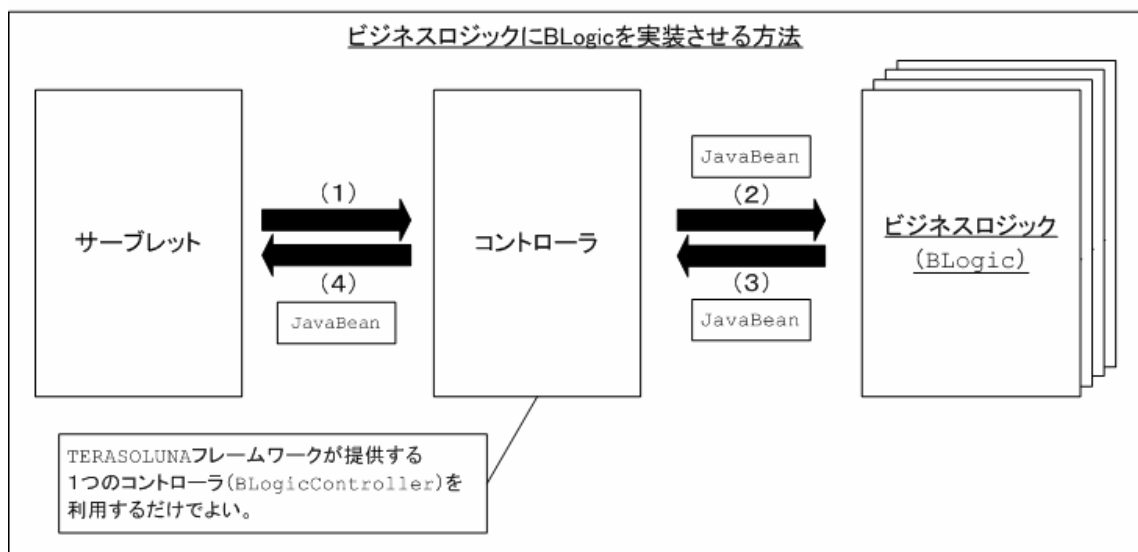 ビジネスロジックにBLogicを実装させる方法
JavaBean
(1)
(2)
サーブレット
コントローラ
ビジネスロジック
(BLogic)
(4)
(3)
JavaBean
JavaBean
TERASOLUNAフレームワークが提供する
1つのコントローラ(BLogicController)を
利用するだけでよい。